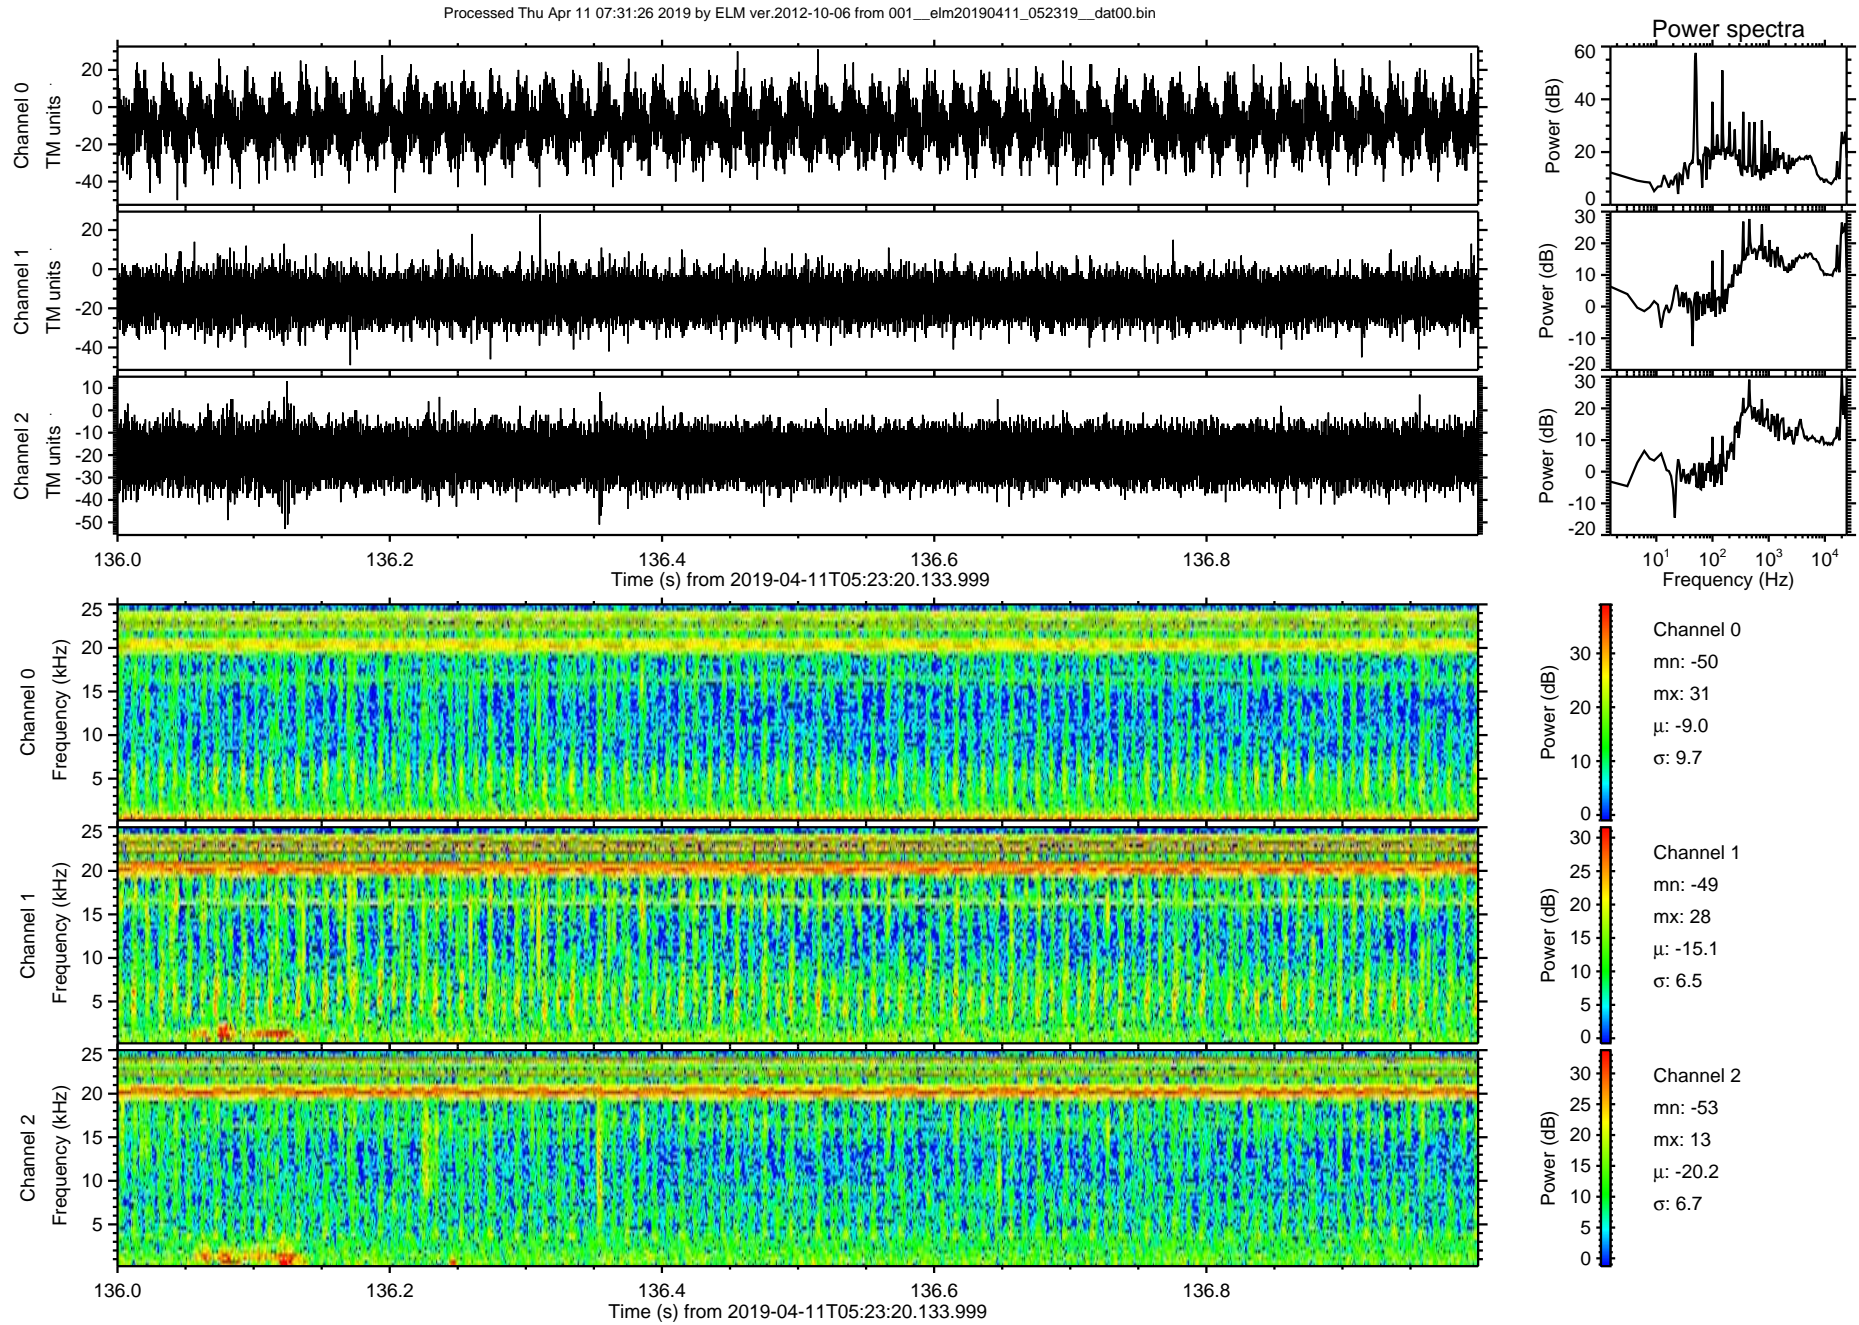 Processed Thu Apr 11 07:31:26 2019 by ELM ver.2012-10-06 from 001__elm20190411_052319__dat00.bin
Power spectra
Channel 0
TM units
20
0
-20
-40
Power (dB)
60
40
20
0
Channel 1
TM units
20
0
-20
-40
Power (dB)
30
20
10
0
-10
-20
Channel 2
TM units
10
0
-10
-20
-30
-40
-50
Power (dB)
30
20
10
0
-10
-20
136.0 136.2 136.4 136.6 136.8
Time (s) from 2019-04-11T05:23:20.133.999
10^1 10^2 10^3 10^4
Frequency (Hz)
Channel 0
Frequency (kHz)
25
20
15
10
5
Power (dB)
30
20
10
0
Channel 0
mn: -50
mx: 31
μ: -9.0
σ: 9.7
Channel 1
Frequency (kHz)
25
20
15
10
5
Power (dB)
30
25
20
15
10
5
0
Channel 1
mn: -49
mx: 28
μ: -15.1
σ: 6.5
Channel 2
Frequency (kHz)
25
20
15
10
5
Power (dB)
30
25
20
15
10
5
0
Channel 2
mn: -53
mx: 13
μ: -20.2
σ: 6.7
136.0 136.2 136.4 136.6 136.8
Time (s) from 2019-04-11T05:23:20.133.999